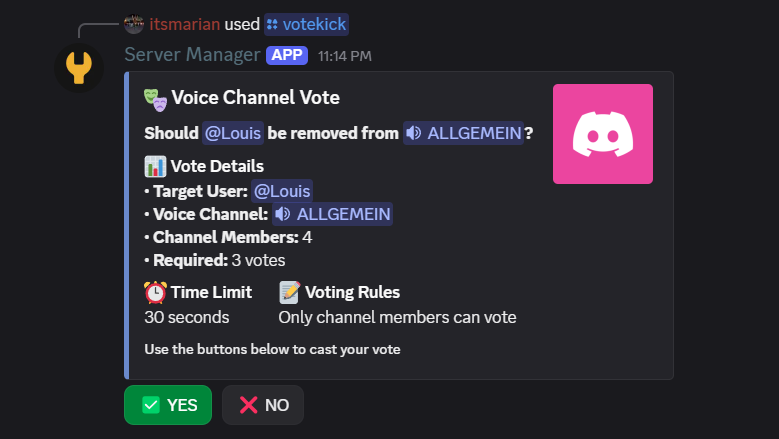 itsmarian used votekick
Server Manager APP 11:14 PM
Voice Channel Vote
Should @Louis be removed from ALLGEMEIN?
Vote Details
• Target User: @Louis
• Voice Channel: ALLGEMEIN
• Channel Members: 4
• Required: 3 votes
Time Limit
30 seconds
Voting Rules
Only channel members can vote
Use the buttons below to cast your vote
YES
NO